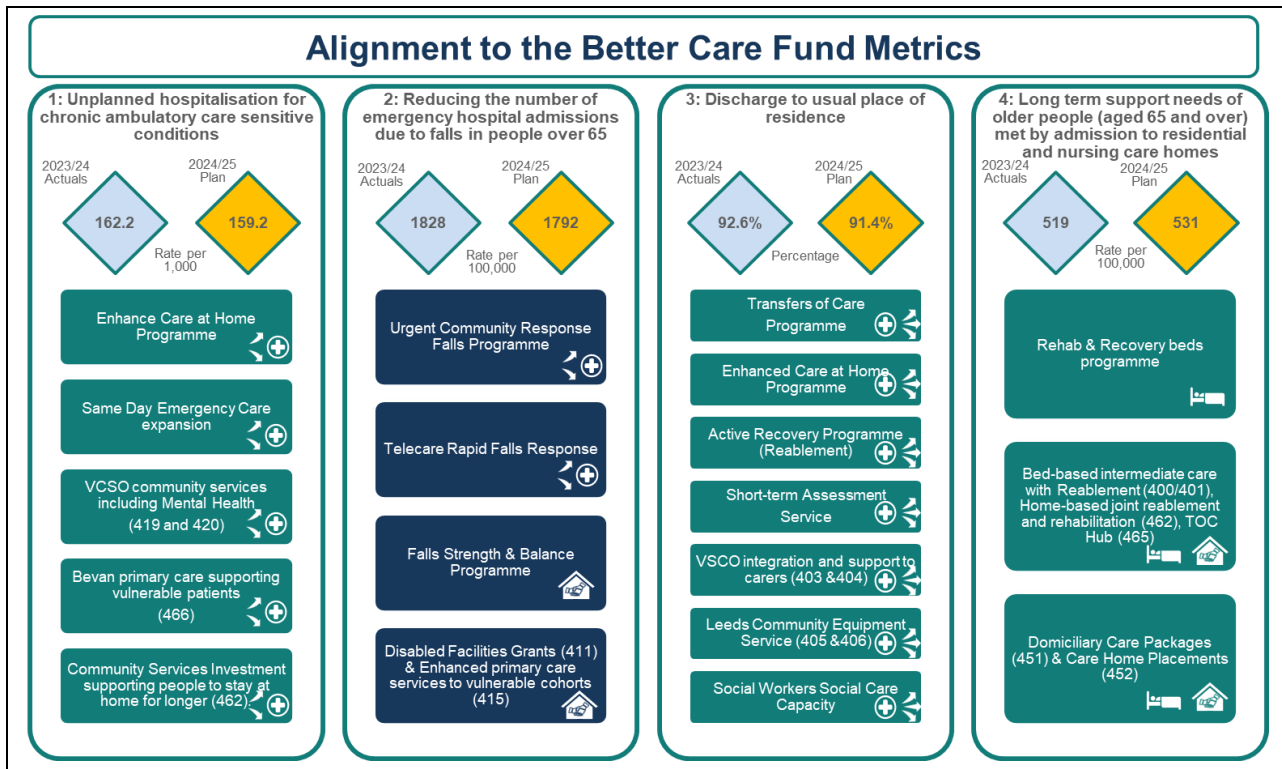 Alignment to the Better Care Fund Metrics
1: Unplanned hospitalisation for
chronic ambulatory care sensitive
conditions
2023/24
Actuals
2024/25
Plan
162.2
159.2
Rate per
1,000
Enhance Care at Home
Programme
Same Day Emergency Care
expansion
VCSO community services
including Mental Health
(419 and 420)
Bevan primary care supporting
vulnerable patients
(466)
Community Services Investment
supporting people to stay at
home for longer (462).
2: Reducing the number of
emergency hospital admissions
due to falls in people over 65
2023/24
Actuals
2024/25
Plan
1828
1792
Rate per
100,000
Urgent Community Response
Falls Programme
Telecare Rapid Falls Response
Falls Strength & Balance
Programme
Disabled Facilities Grants (411)
& Enhanced primary care
services to vulnerable cohorts
(415)
3: Discharge to usual place of
residence
2023/24
Actuals
2024/25
Plan
92.6%
91.4%
Percentage
Transfers of Care
Programme
Enhanced Care at Home
Programme
Active Recovery Programme
(Reablement)
Short-term Assessment
Service
VSCO integration and support to
carers (403 &404)
Leeds Community Equipment
Service (405 &406)
Social Workers Social Care
Capacity
4: Long term support needs of
older people (aged 65 and over)
met by admission to residential
and nursing care homes
2023/24
Actuals
2024/25
Plan
519
531
Rate per
100,000
Rehab & Recovery beds
programme
Bed-based intermediate care
with Reablement (400/401),
Home-based joint reablement
and rehabilitation (462), TOC
Hub (465)
Domiciliary Care Packages
(451) & Care Home Placements
(452)